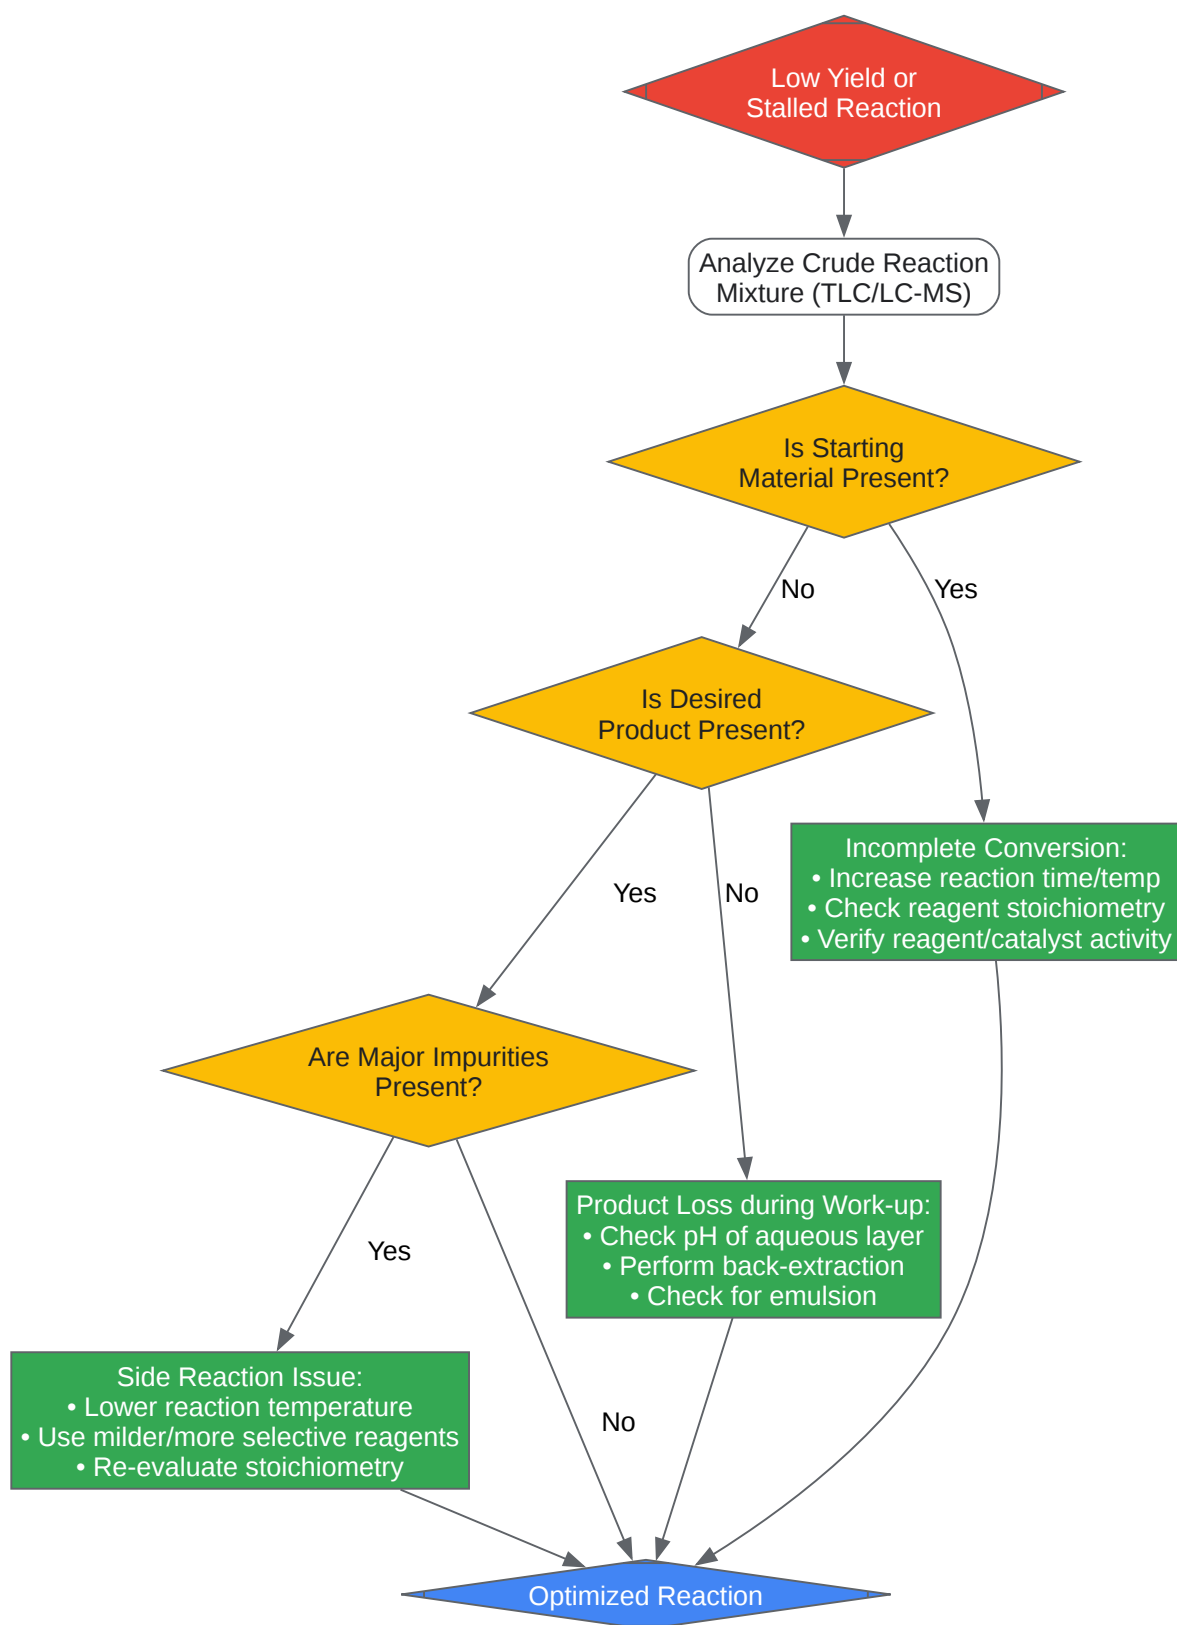 Low Yield or
Stalled Reaction
Analyze Crude Reaction
Mixture (TLC/LC-MS)
Is Starting
Material Present?
No
Yes
Is Desired
Product Present?
Incomplete Conversion:
• Increase reaction time/temp
• Check reagent stoichiometry
• Verify reagent/catalyst activity
Yes
No
Are Major Impurities
Present?
Product Loss during Work-up:
• Check pH of aqueous layer
• Perform back-extraction
• Check for emulsion
Yes
Side Reaction Issue:
• Lower reaction temperature
• Use milder/more selective reagents
• Re-evaluate stoichiometry
No
Optimized Reaction